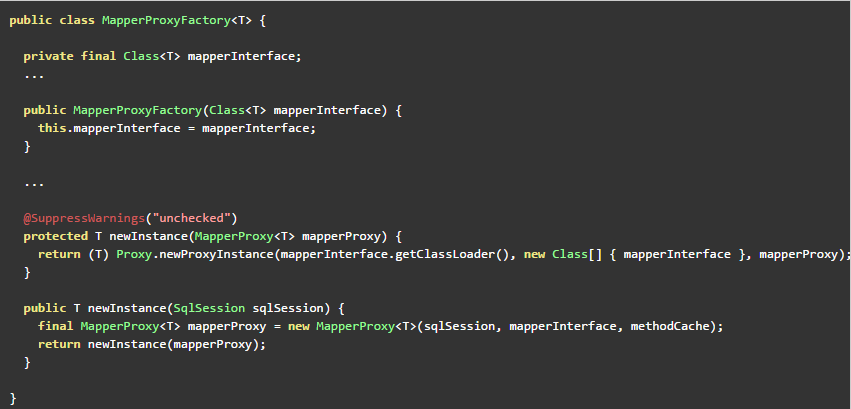 public class MapperProxyFactory<T> {
private final Class<T> mapperInterface;
...
public MapperProxyFactory(Class<T> mapperInterface) {
this.mapperInterface = mapperInterface;
}
...
@SuppressWarnings("unchecked")
protected T newInstance(MapperProxy<T> mapperProxy) {
return (T) Proxy.newProxyInstance(mapperInterface.getClassLoader(), new Class[] { mapperInterface }, mapperProxy);
}
public T newInstance(SqlSession sqlSession) {
final MapperProxy<T> mapperProxy = new MapperProxy<T>(sqlSession, mapperInterface, methodCache);
return newInstance(mapperProxy);
}
}